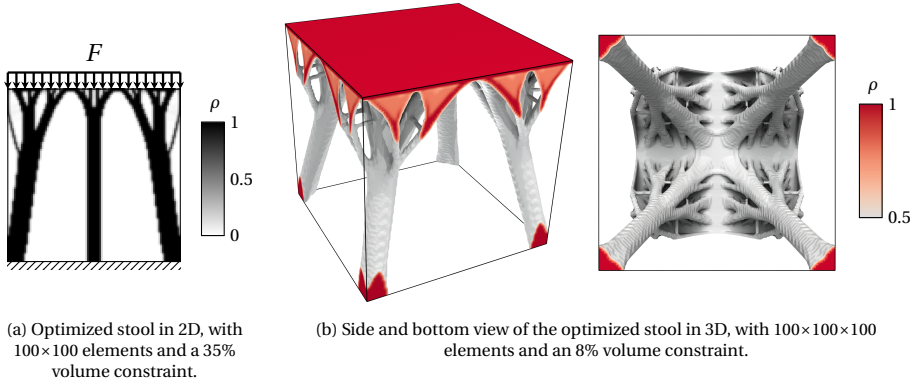 F
ρ
1
0.5
0
ρ
1
0.5
(a) Optimized stool in 2D, with
100×100 elements and a 35%
volume constraint.
(b) Side and bottom view of the optimized stool in 3D, with 100×100×100
elements and an 8% volume constraint.